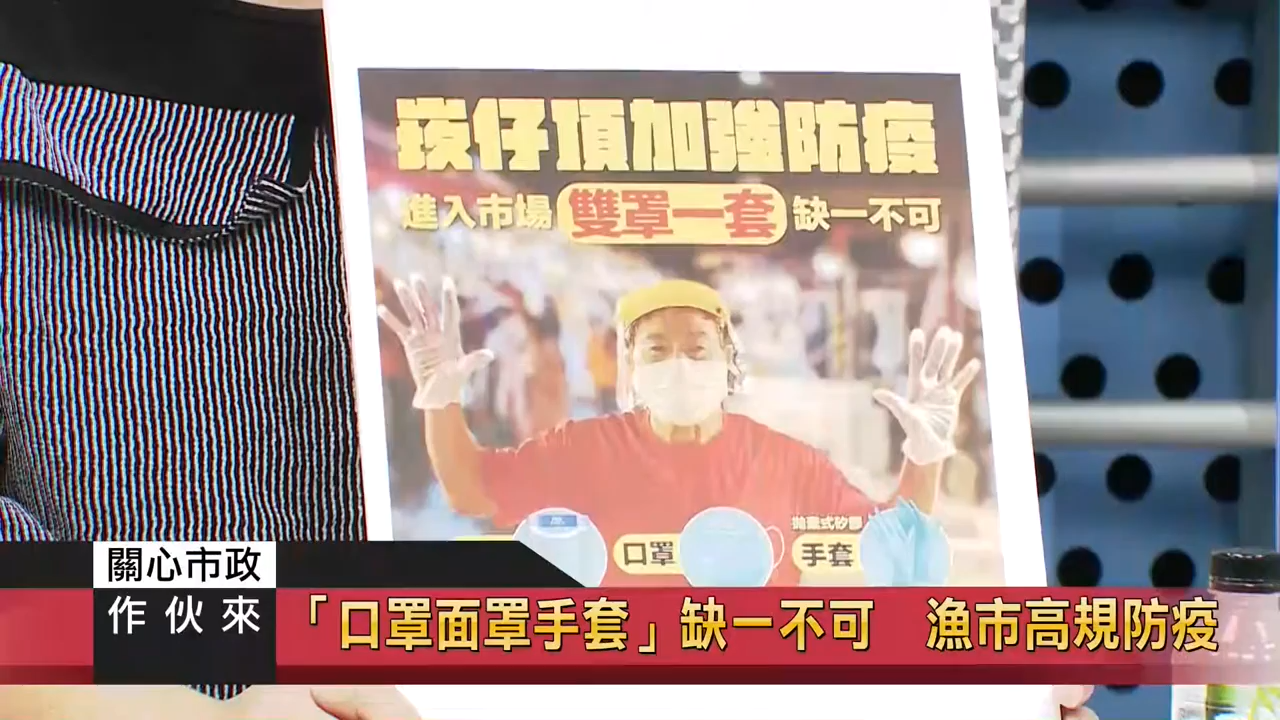 崁仔頂加強防疫
進入市場 雙罩一套 缺一不可
拋棄式矽膠
口罩
手套
關心市政
作伙來
「口罩面罩手套」缺一不可 漁市高規防疫